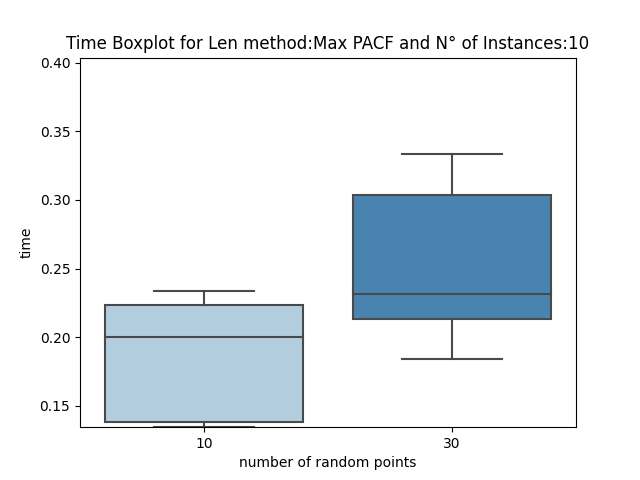 Time Boxplot for Len method:Max PACF and N° of Instances:10
0.40
0.35
0.30
0.25
0.20
0.15
time
10 30
number of random points